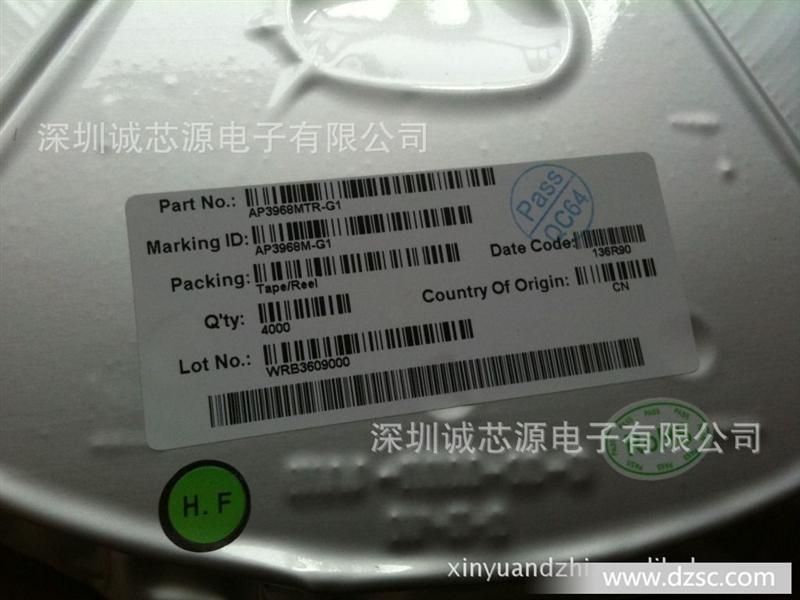 深圳诚芯源电子有限公司
Part No.:
AP3968MTR-G1
Pass
QC64
Marking ID:
AP3968M-G1
Date Code:
136R90
Packing:
Tape/Reel
Country Of Origin:
CN
Q'ty:
4000
Lot No.:
WRB3609000
深圳诚芯源电子有限公司
PASS
H.F
xinyuandzhi
www.dzsc.com